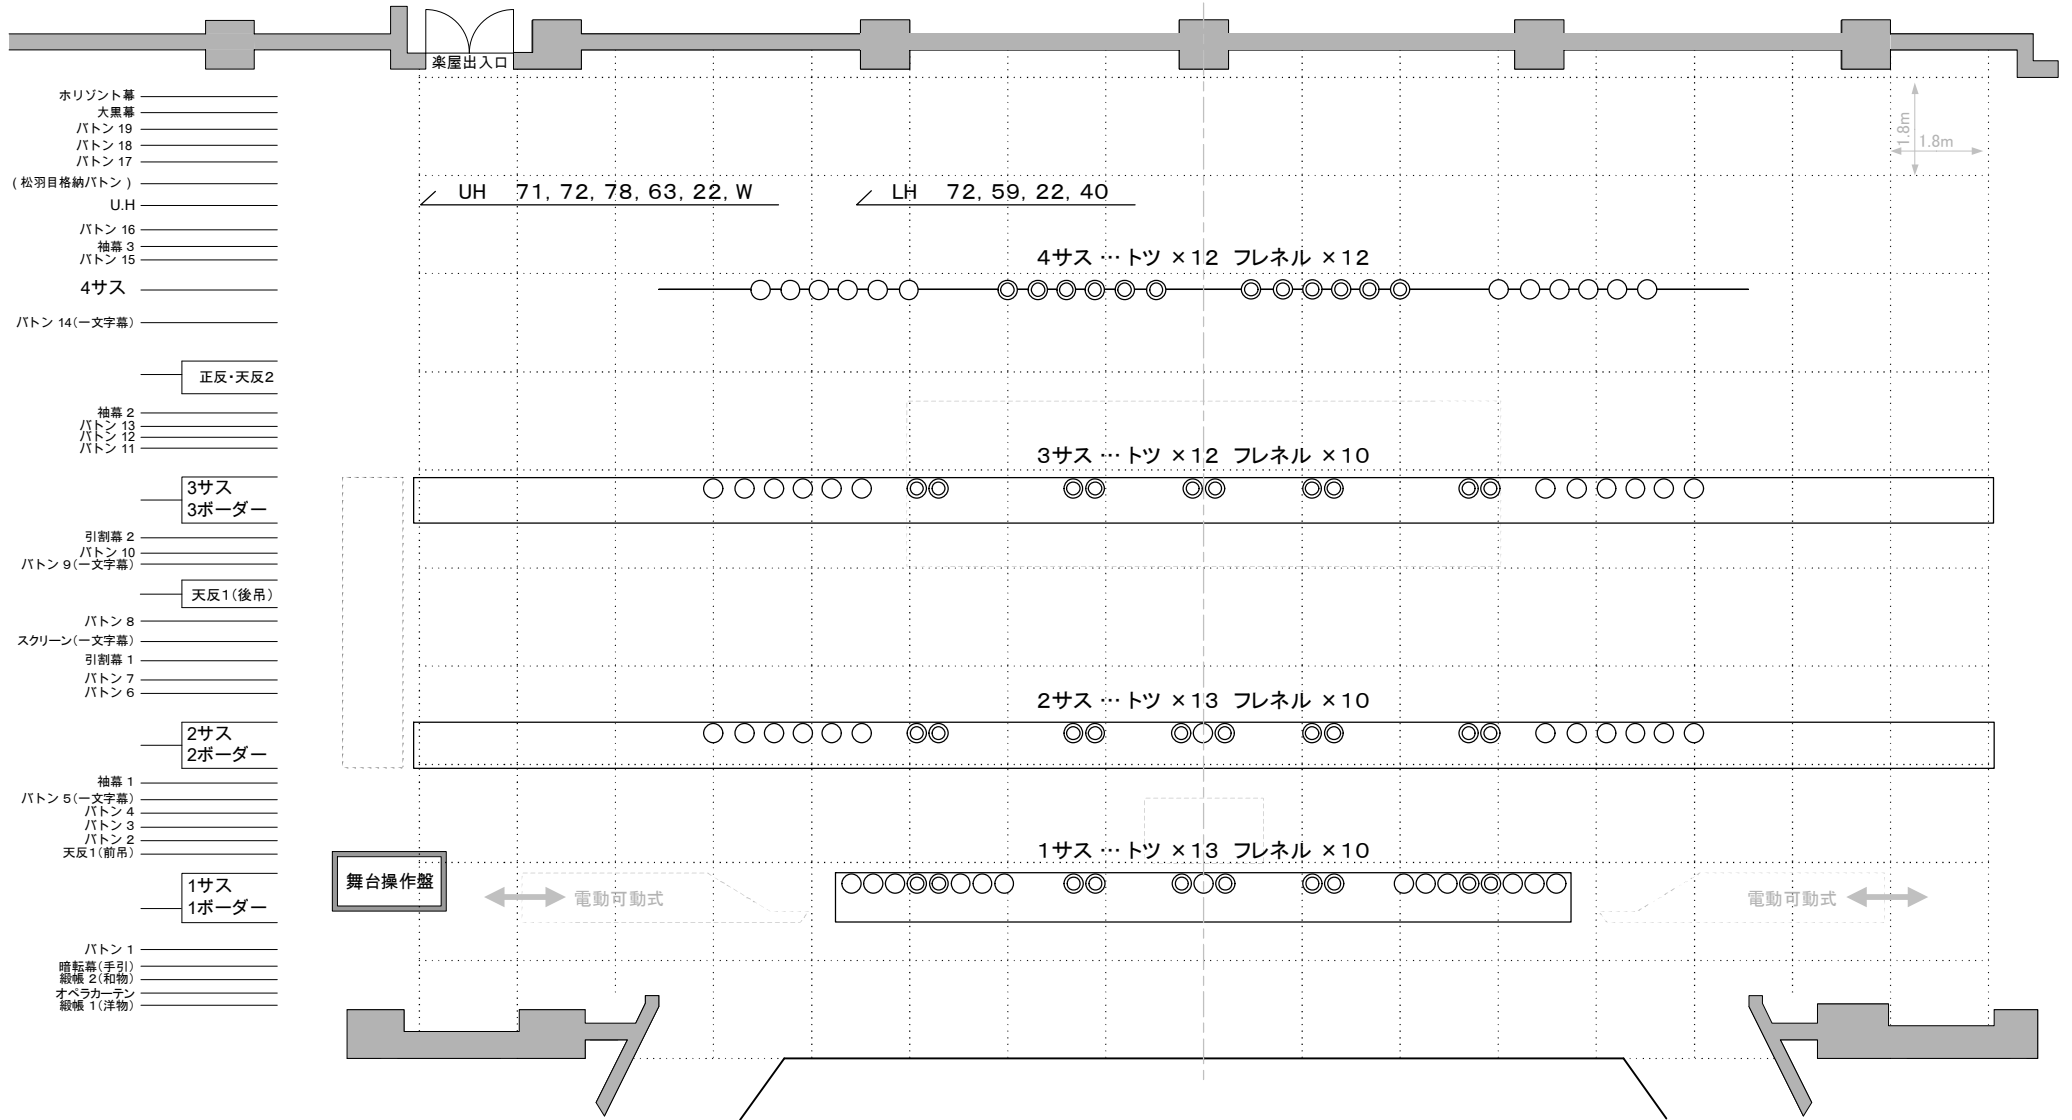 楽屋出入口
ホリゾント幕
大黒幕
バトン 19
バトン 18
バトン 17
( 松羽目格納バトン )
U.H
バトン 16
袖幕 3
バトン 15
4サス
バトン 14(一文字幕)
正反・天反2
袖幕 2
バトン 13
バトン 12
バトン 11
3サス
3ボーダー
引割幕 2
バトン 10
バトン 9(一文字幕)
天反1(後吊)
バトン 8
スクリーン(一文字幕)
引割幕 1
バトン 7
バトン 6
2サス
2ボーダー
袖幕 1
バトン 5(一文字幕)
バトン 4
バトン 3
バトン 2
天反1(前吊)
1サス
1ボーダー
バトン 1
暗転幕(手引)
緞帳 2(和物)
オペラカーテン
緞帳 1(洋物)
1.8m
1.8m
UH 71, 72, 78, 63, 22, W
LH 72, 59, 22, 40
4サス …トツ ×12 フレネル ×12
3サス …トツ ×12 フレネル ×10
2サス …トツ ×13 フレネル ×10
1サス …トツ ×13 フレネル ×10
舞台操作盤
電動可動式
電動可動式